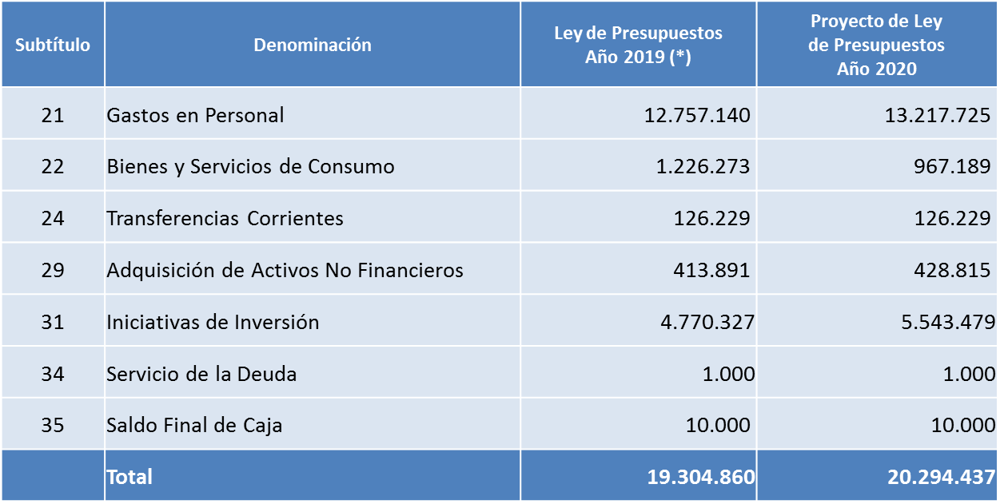 Subtítulo Denominación Ley de Presupuestos Año 2019 (*) Proyecto de Ley de Presupuestos Año 2020
21 Gastos en Personal 12.757.140 13.217.725
22 Bienes y Servicios de Consumo 1.226.273 967.189
24 Transferencias Corrientes 126.229 126.229
29 Adquisición de Activos No Financieros 413.891 428.815
31 Iniciativas de Inversión 4.770.327 5.543.479
34 Servicio de la Deuda 1.000 1.000
35 Saldo Final de Caja 10.000 10.000
Total 19.304.860 20.294.437